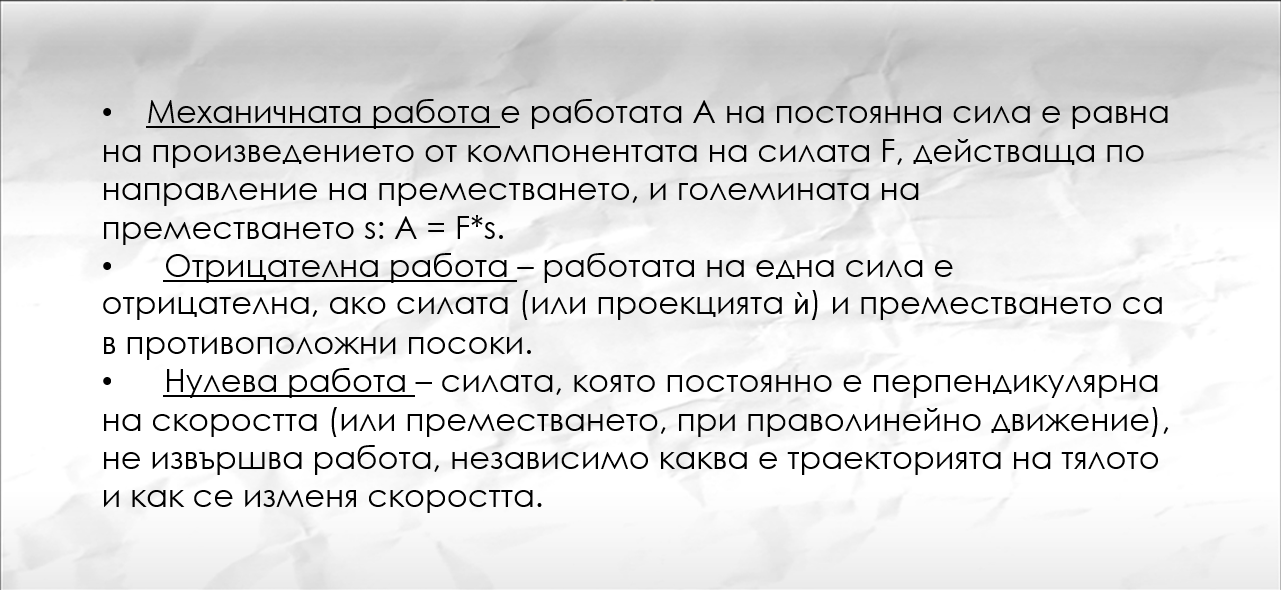 • Механичната работа е работата А на постоянна сила е равна
на произведението от компонентата на силата F, действаща по
направление на преместването, и големината на
преместването s: A = F*s.
• Отрицателна работа – работата на една сила е
отрицателна, ако силата (или проекцията ѝ) и преместването са
в противоположни посоки.
• Нулева работа – силата, която постоянно е перпендикулярна
на скоростта (или преместването, при праволинейно движение),
не извършва работа, независимо каква е траекторията на тялото
и как се изменя скоростта.